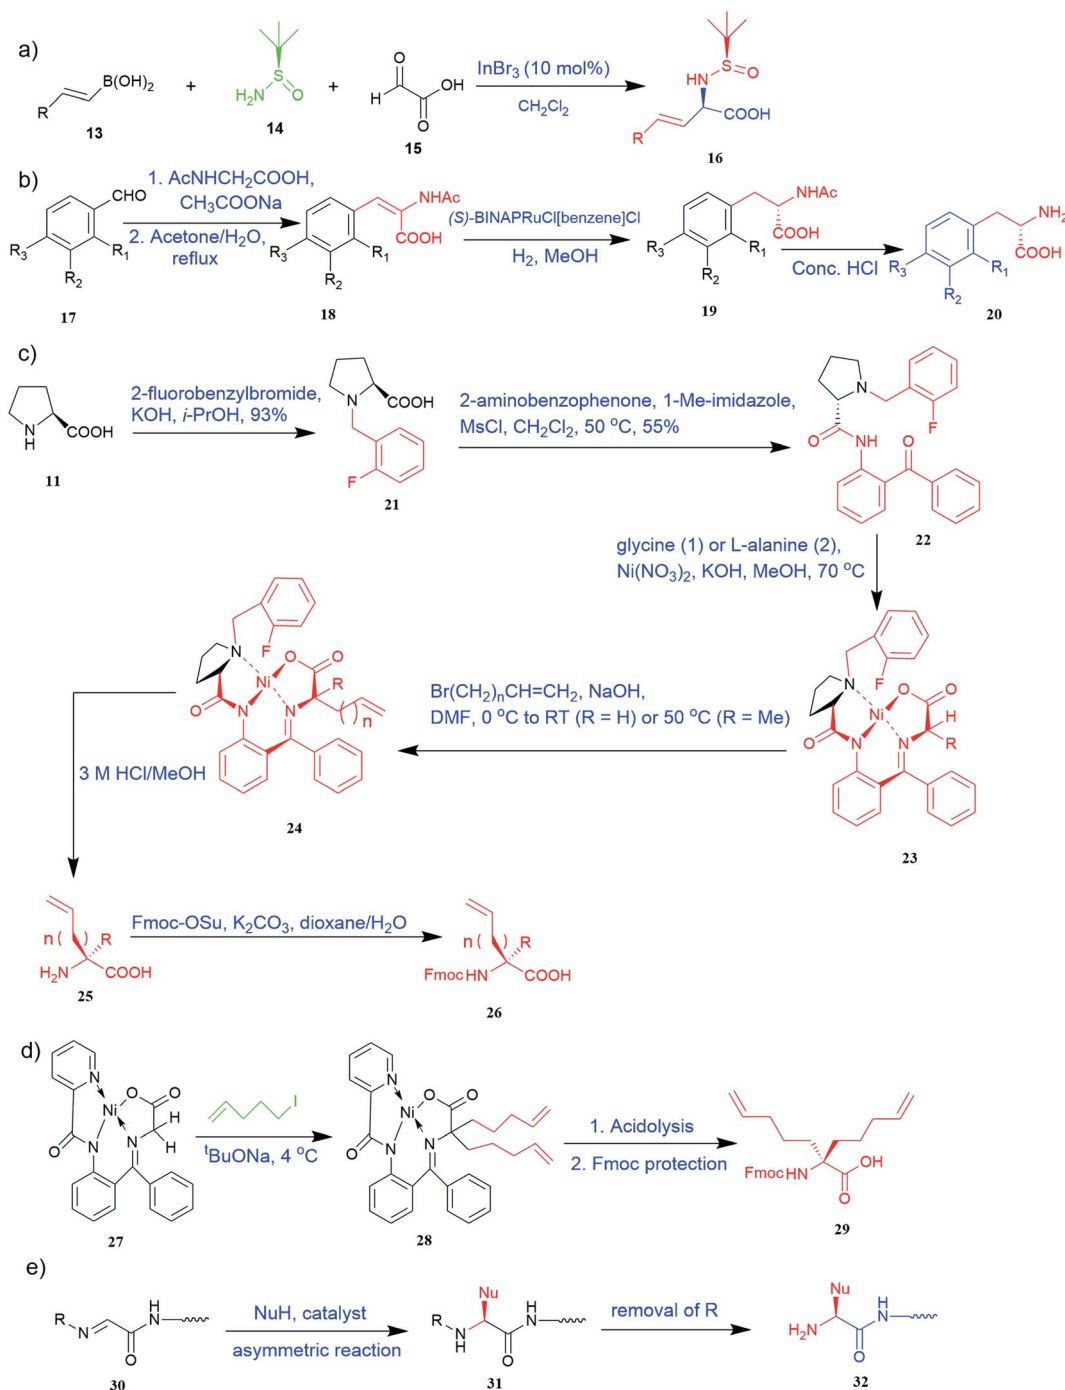 a)
R
B(OH)2
13
+
H2N
S
O
14
+
H
O
OH
O
15
InBr3 (10 mol%)
CH2Cl2
HN
S
O
R
COOH
16
b)
CHO
R3
R1
R2
17
1. AcNHCH2COOH,
CH3COONa
2. Acetone/H2O,
reflux
NHAc
COOH
R3
R1
R2
18
(S)-BINAPRuCl[benzene]Cl
H2, MeOH
NHAc
COOH
R3
R1
R2
19
Conc. HCl
NH2
COOH
R3
R1
R2
20
c)
N
H
COOH
11
2-fluorobenzylbromide,
KOH, i-PrOH, 93%
N
COOH
F
21
2-aminobenzophenone, 1-Me-imidazole,
MsCl, CH2Cl2, 50 °C, 55%
N
F
O
NH
O
22
glycine (1) or L-alanine (2),
Ni(NO3)2, KOH, MeOH, 70 °C
F
N
O
O
Ni
H
O
N
N
R
23
Br(CH2)nCH=CH2, NaOH,
DMF, 0 °C to RT (R = H) or 50 °C (R = Me)
F
N
O
O
Ni
R
O
N
N
( )n
24
3 M HCl/MeOH
n( )
R
H2N
COOH
25
Fmoc-OSu, K2CO3, dioxane/H2O
n( )
R
Fmoc
HN
COOH
26
d)
N
O
O
Ni
H
H
O
N
N
27
I
tBuONa, 4 °C
N
O
O
Ni
O
N
N
28
1. Acidolysis
2. Fmoc protection
Fmoc
HN
OH
O
29
e)
R
N
O
H
N
30
NuH, catalyst
asymmetric reaction
Nu
R
N
H
O
H
N
31
removal of R
Nu
H2N
O
H
N
32